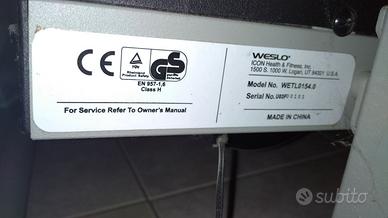 CE
TÜV
Rheinland
Product Safety
GS
EN 957-1,6
Class H
For Service Refer To Owner's Manual
WESLO
ICON Health & Fitness, Inc.
1500 S. 1000 W. Logan, UT 84321 U.S.A.
Model No. WETL0154.0
Serial No.
MADE IN CHINA
subito